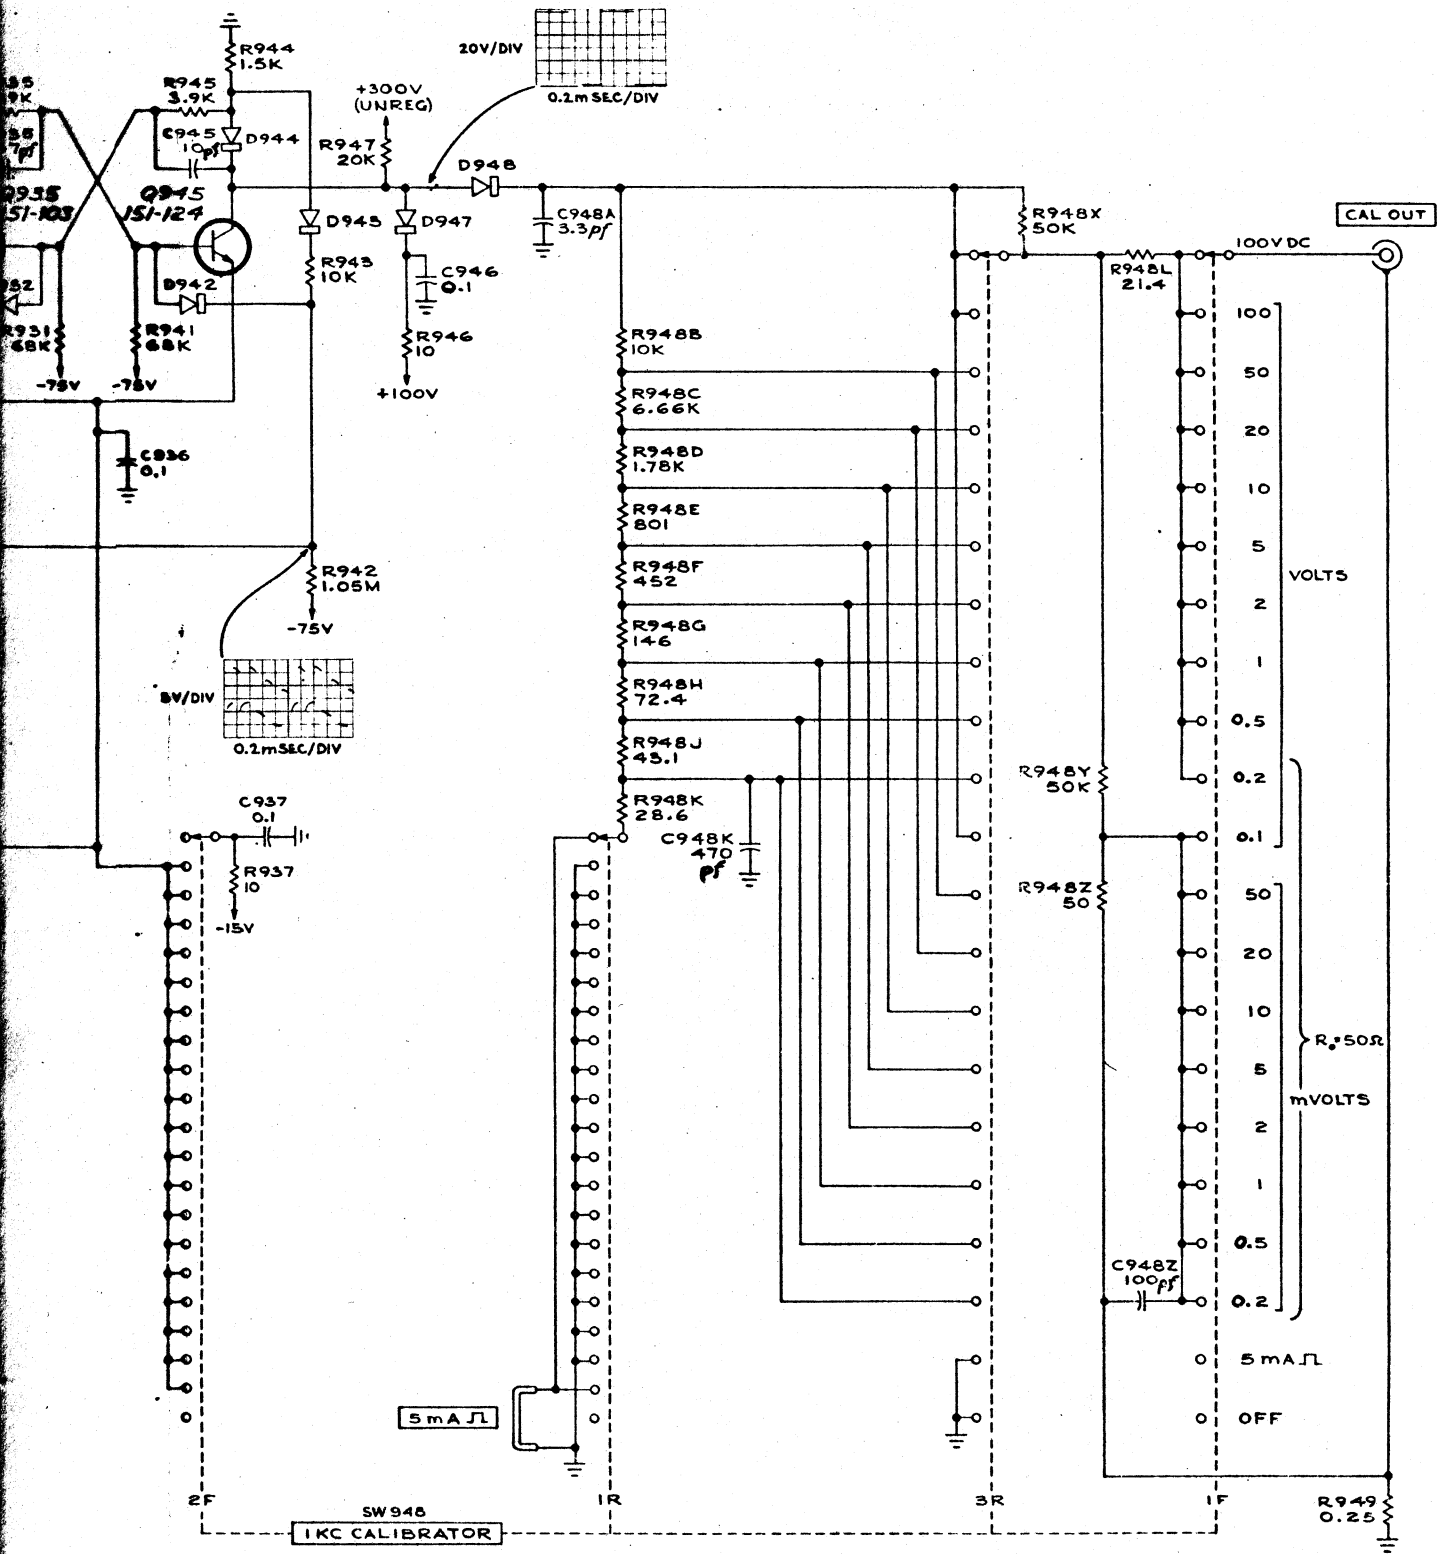 R944
1.5K
20V/DIV
0.2mSEC/DIV
R945
3.9K
C945
10pf
D944
+300V
(UNREG)
R947
20K
D948
Q935
151-103
Q945
151-124
D945
D947
C948A
3.3pf
R948X
50K
CAL OUT
100V DC
R943
10K
C946
0.1
R948L
21.4
D942
R931
68K
R941
68K
-75V
-75V
R946
10
+100V
R948B
10K
100
50
R948C
6.66K
20
C936
0.1
R948D
1.78K
10
R948E
801
5
R942
1.05M
-75V
R948F
452
VOLTS
2
R948G
146
1
5V/DIV
0.2mSEC/DIV
R948H
72.4
0.5
R948J
43.1
R948Y
50K
0.2
C937
0.1
R948K
28.6
C948K
470
pf
0.1
R937
10
-15V
R948Z
50
50
20
10
R₀=50Ω
5
mVOLTS
2
1
0.5
C948Z
100pf
0.2
5mA
5mA
OFF
2F
SW948
1KC CALIBRATOR
1R
3R
1F
R949
0.25